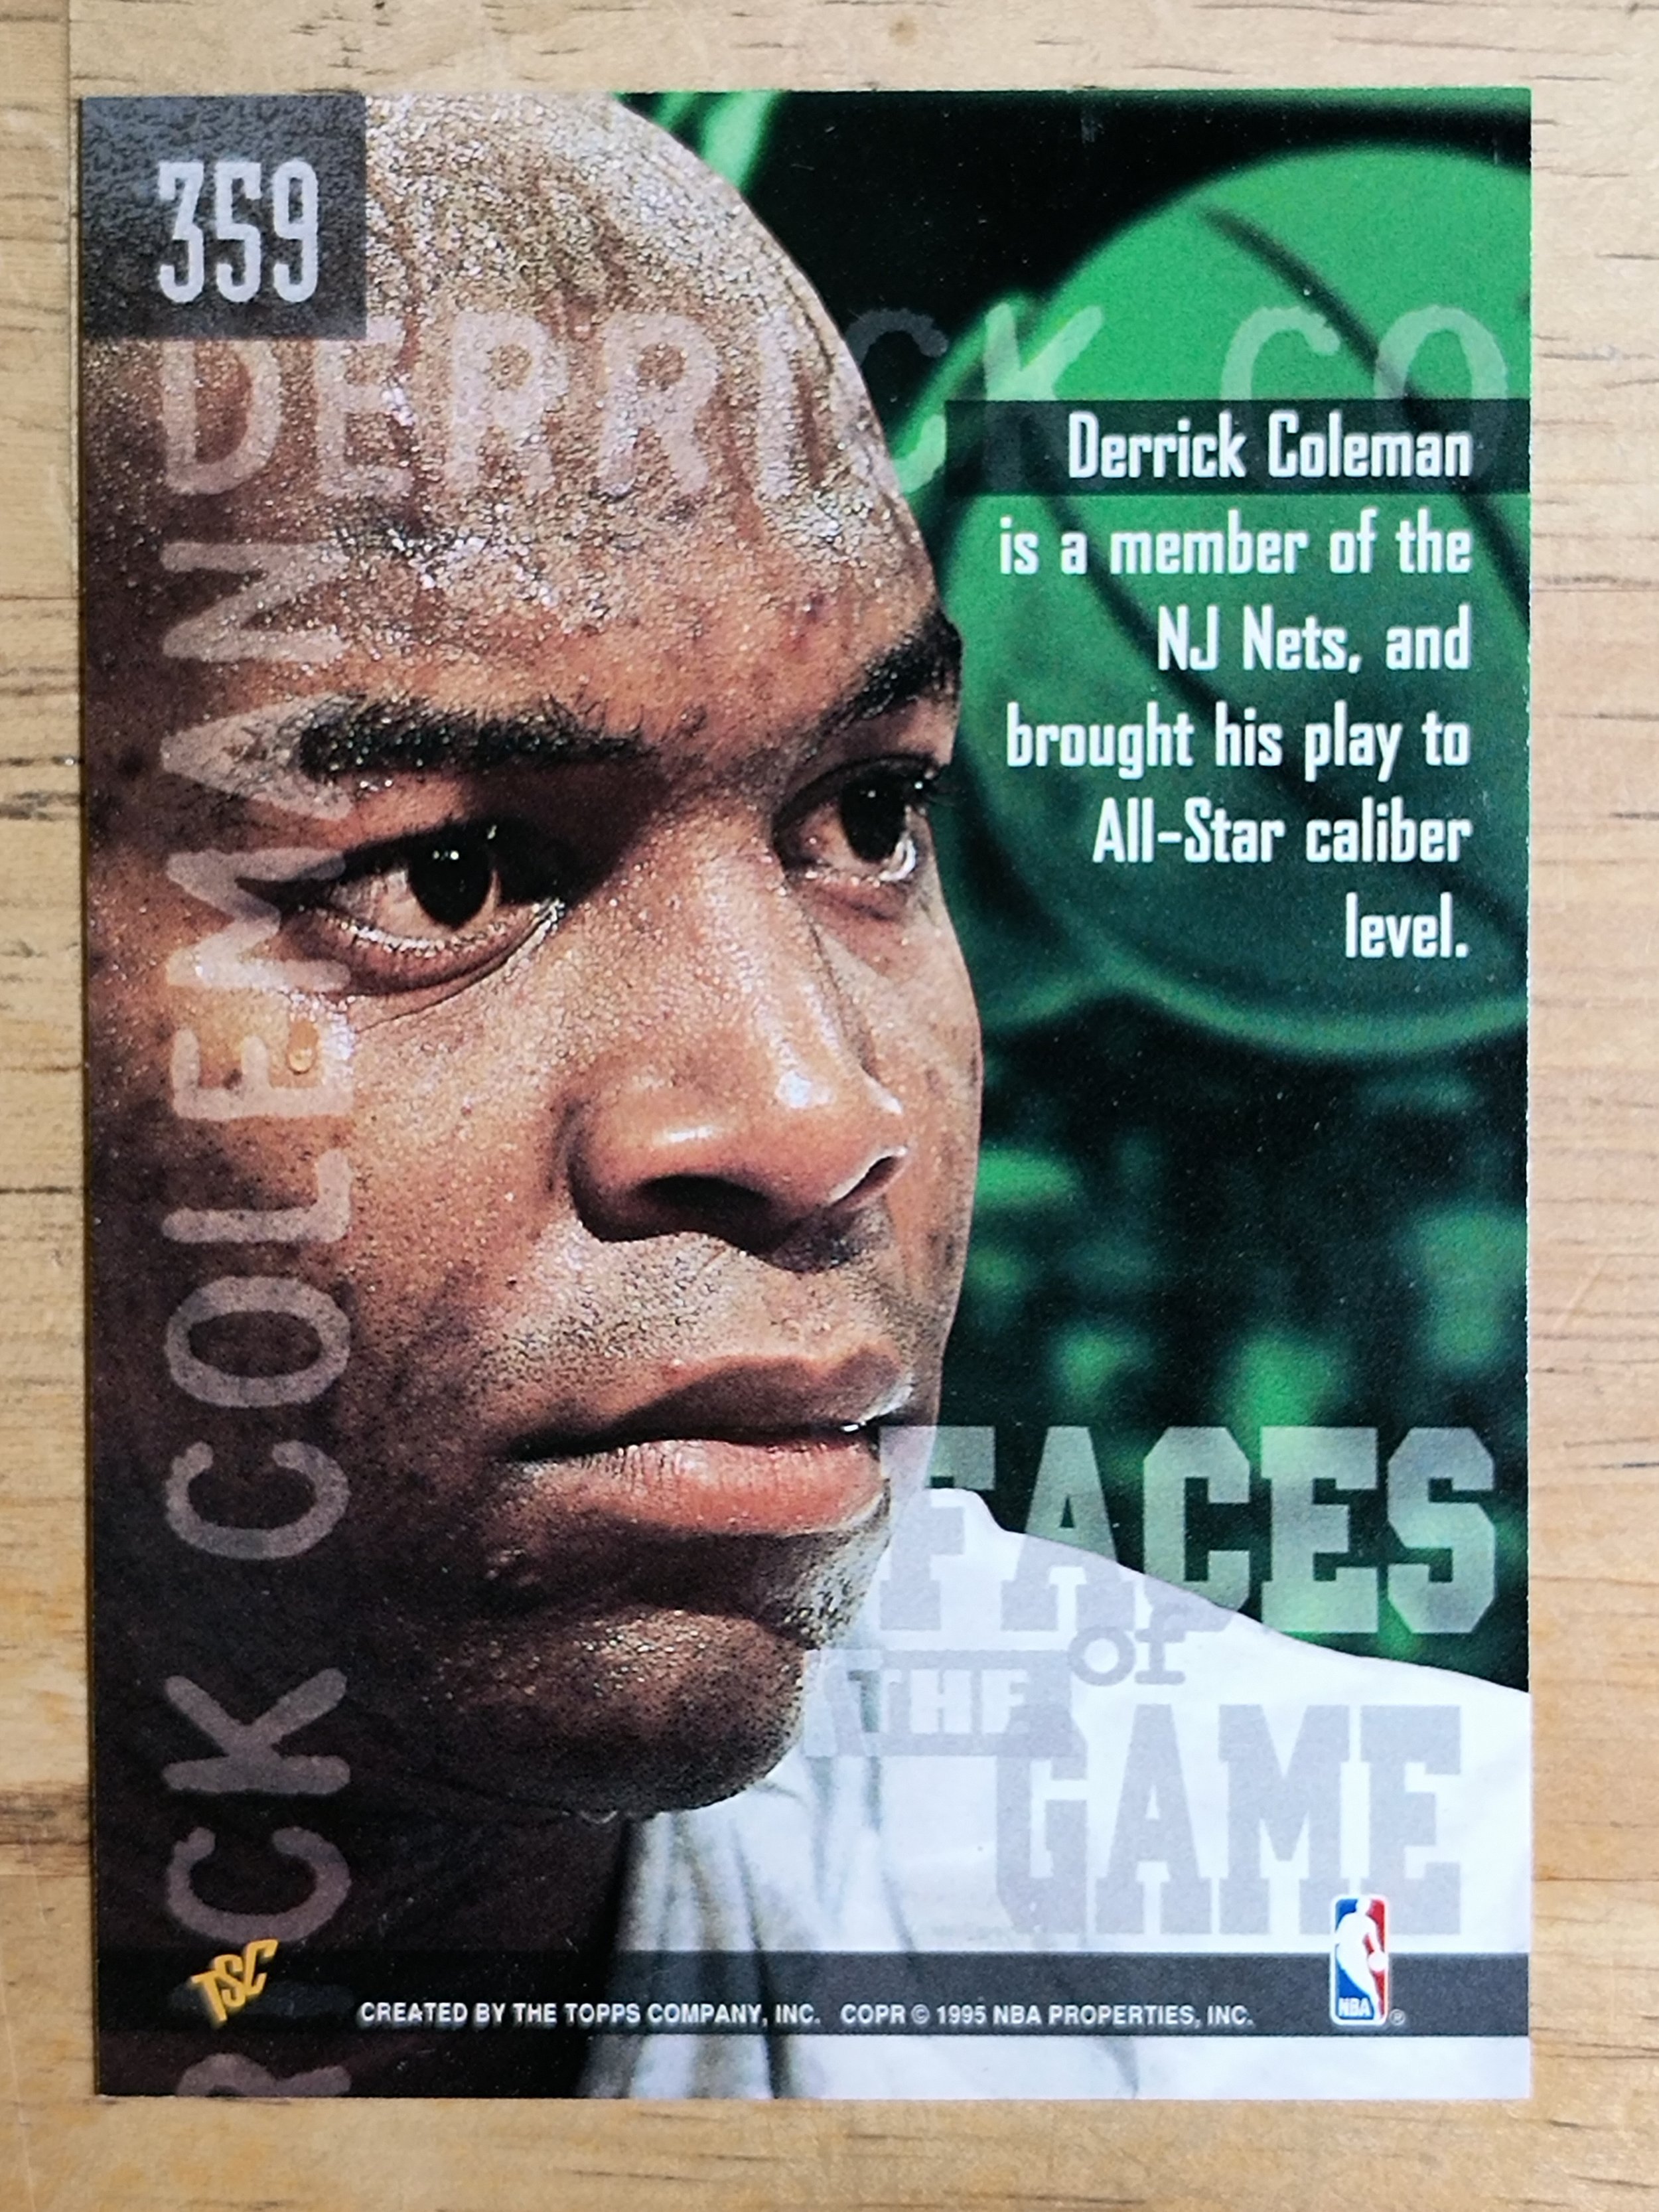 359
DERRICK CO
Derrick Coleman
is a member of the
NJ Nets, and
brought his play to
All-Star caliber
level.
RICK COLEMAN
FACES
of
THE
GAME
TSC
CREATED BY THE TOPPS COMPANY, INC. COPR © 1995 NBA PROPERTIES, INC.
NBA
®